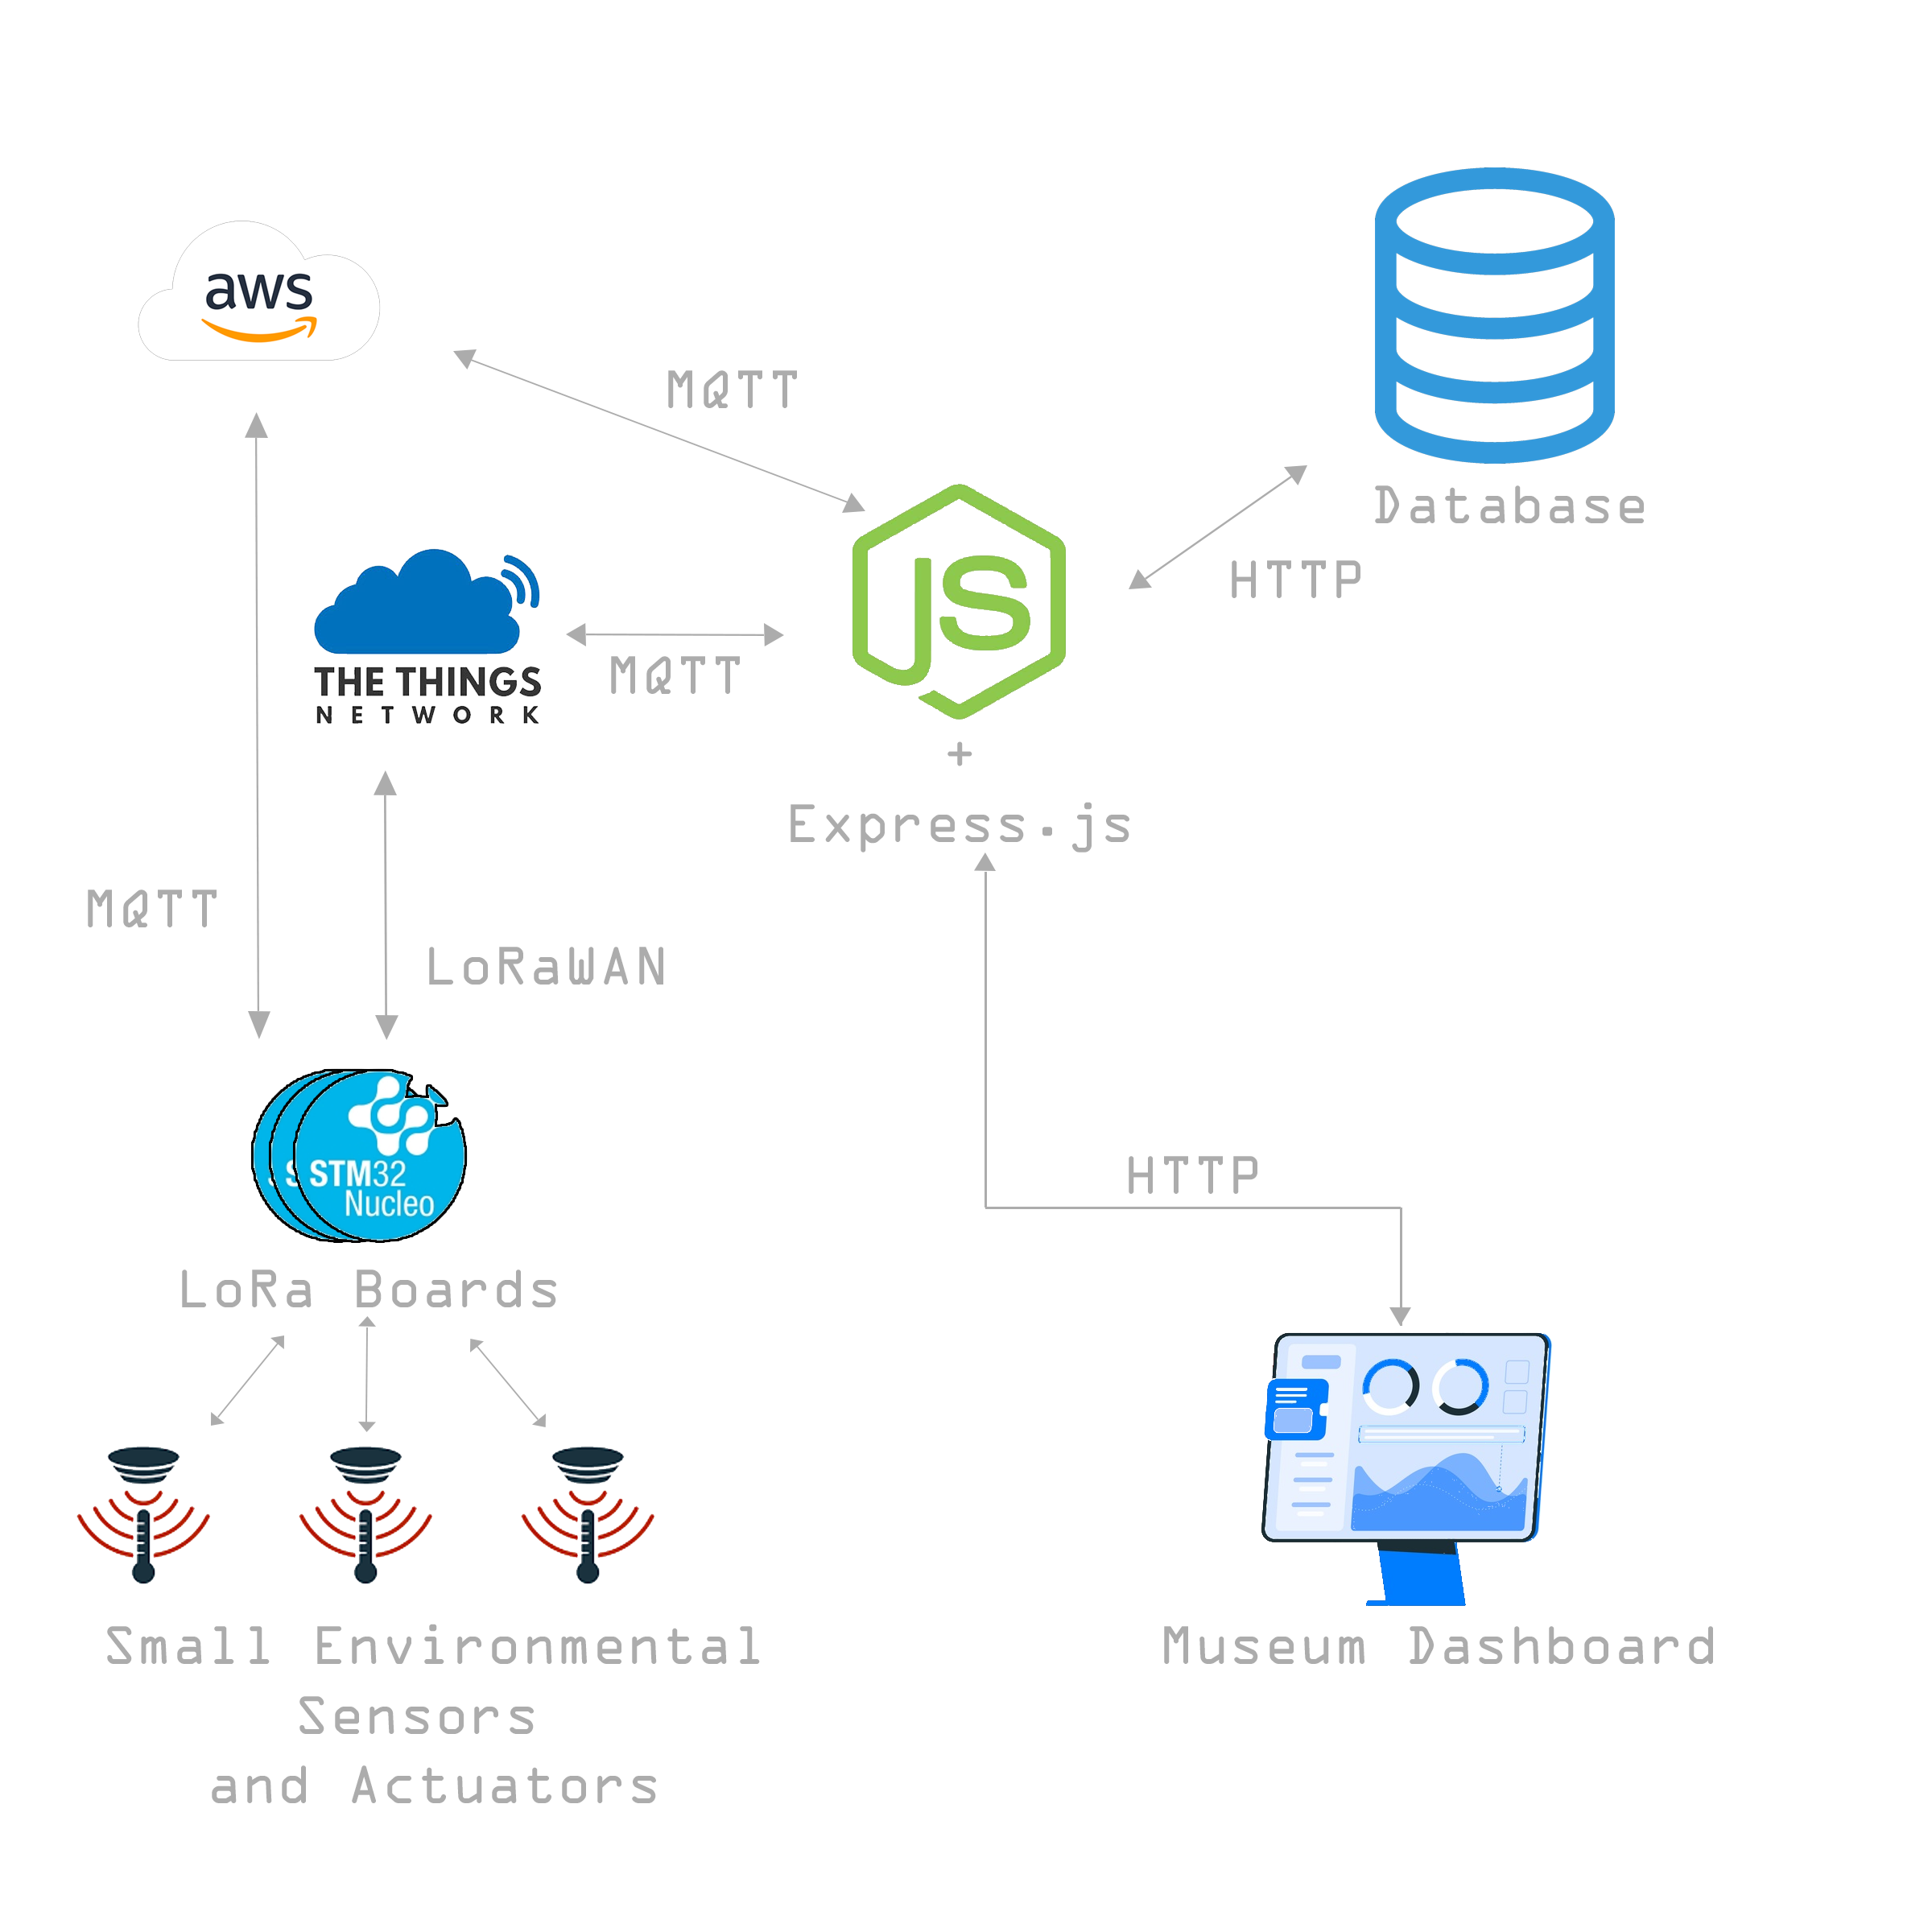 aws
MQTT
Database
HTTP
JS
THE THINGS
NETWORK
MQTT
+
Express.js
MQTT
LoRaWAN
STM32
Nucleo
LoRa Boards
HTTP
Small Environmental
Sensors
and Actuators
Museum Dashboard